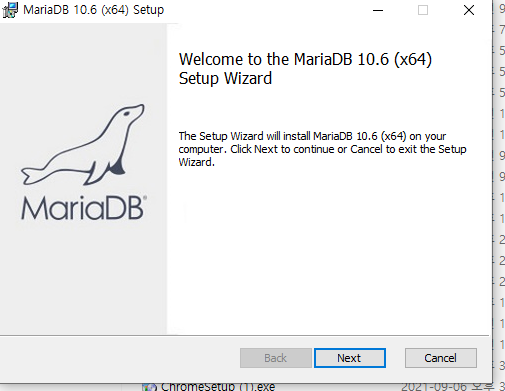 MariaDB 10.6 (x64) Setup
Welcome to the MariaDB 10.6 (x64)
Setup Wizard
The Setup Wizard will install MariaDB 10.6 (x64) on your
computer. Click Next to continue or Cancel to exit the Setup
Wizard.
MariaDB®
Back
Next
Cancel
ChromeSetup (1).exe
2021-09-06 오후 3